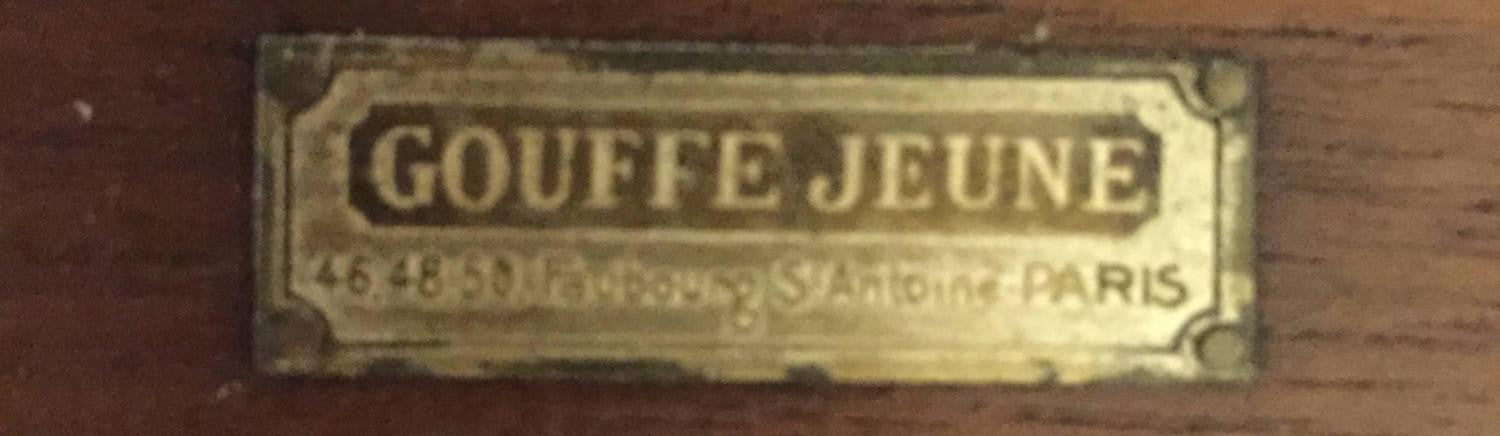 GOUFFE JEUNE
46.48.50. Faubourg St Antoine-PARIS